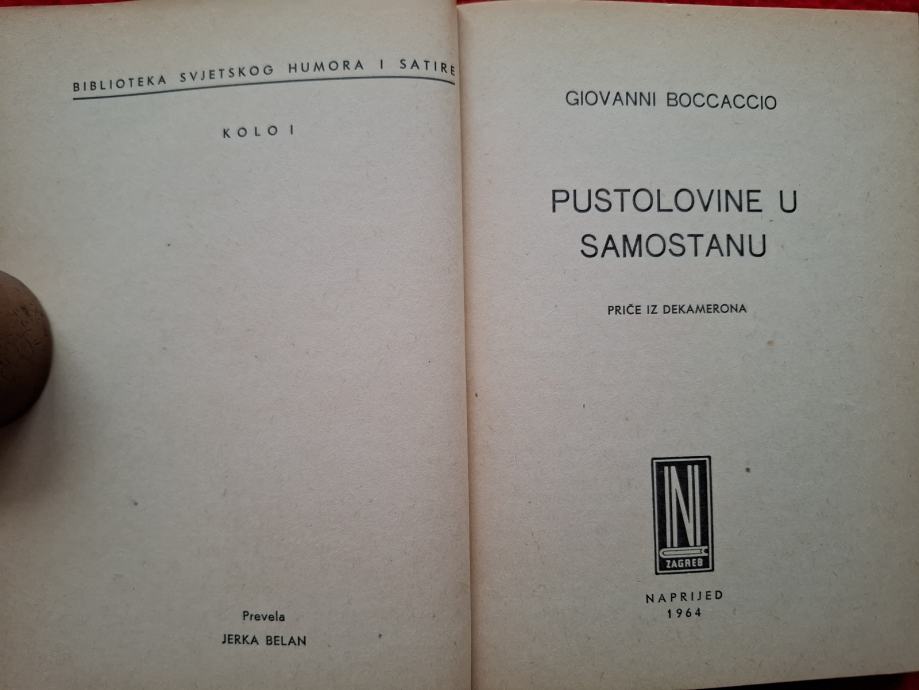 BIBLIOTEKA SVJETSKOG HUMORA I SATIRE
KOLO I
Prevela
JERKA BELAN
GIOVANNI BOCCACCIO
PUSTOLOVINE U
SAMOSTANU
PRIČE IZ DEKAMERONA
N
ZAGREB
NAPRIJED
1964